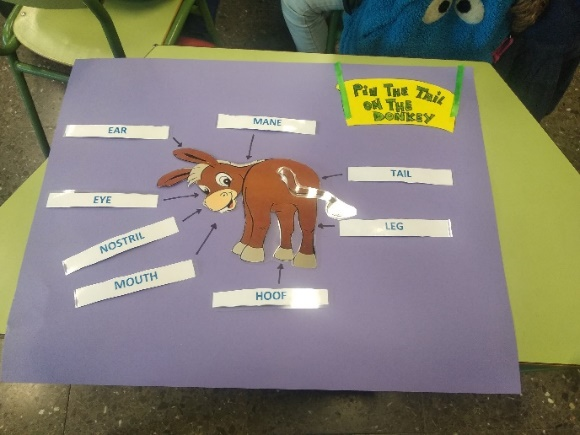 PiN THE TaiL
ON THE
DONKEY
EAR
MANE
TAIL
EYE
NOSTRIL
LEG
MOUTH
HOOF